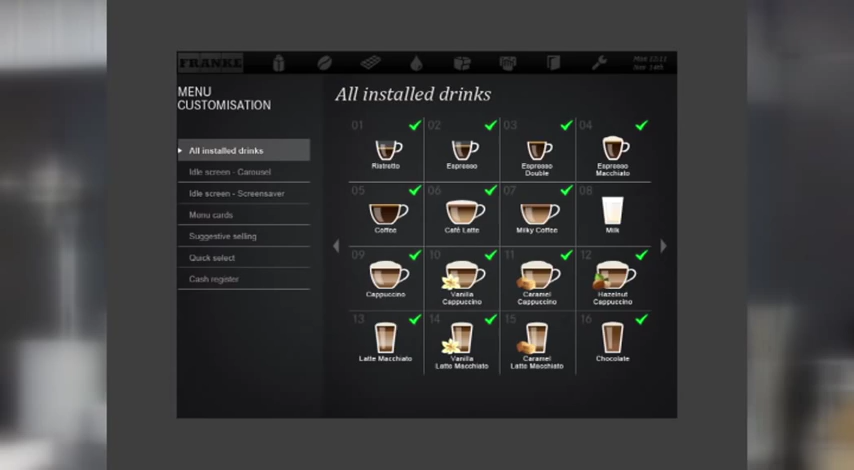 FRANKE
MENU
CUSTOMISATION
All installed drinks
Idle screen - Carousel
Idle screen - Screensaver
Menu cards
Suggestive selling
Quick select
Cash register
All installed drinks
01
Ristretto
02
Espresso
03
Espresso
Double
04
Espresso
Macchiato
05
Coffee
06
Café Latte
07
Milky Coffee
08
Milk
09
Cappuccino
10
Vanilla
Cappuccino
11
Caramel
Cappuccino
12
Hazelnut
Cappuccino
13
Latte Macchiato
14
Vanilla
Latte Macchiato
15
Caramel
Latte Macchiato
16
Chocolate